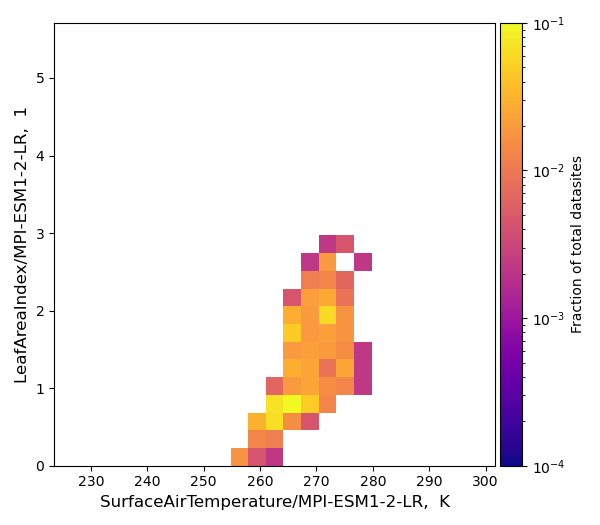 LeafAreaIndex/MPI-ESM1-2-LR,  1
5
4
3
2
1
0
230 240 250 260 270 280 290 300
SurfaceAirTemperature/MPI-ESM1-2-LR,  K
10⁻¹
10⁻²
10⁻³
10⁻⁴
Fraction of total datasites